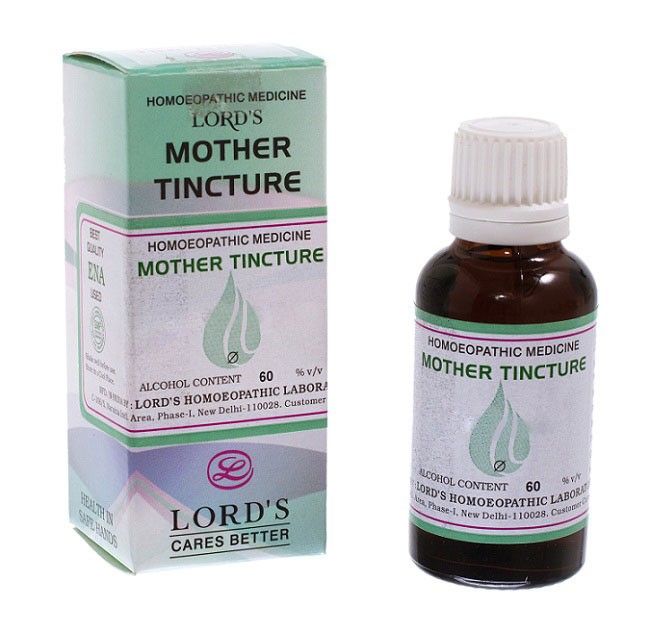 HOMOEOPATHIC MEDICINE
LORD'S
MOTHER
TINCTURE
HOMOEOPATHIC MEDICINE
MOTHER TINCTURE
ALCOHOL CONTENT 60 % v/v
: LORD'S HOMOEOPATHIC LABORAT
Area, Phase-I, New Delhi-110028. Customer
LORD'S
CARES BETTER
BEST
QUALITY
ENA
USED
HEALTH IN
SAFE HANDS
HOMOEOPATHIC MEDICINE
MOTHER TINCTURE
ALCOHOL CONTENT 60 % v/v
: LORD'S HOMOEOPATHIC LABORAT
Area, Phase-I, New Delhi-110028. Customer